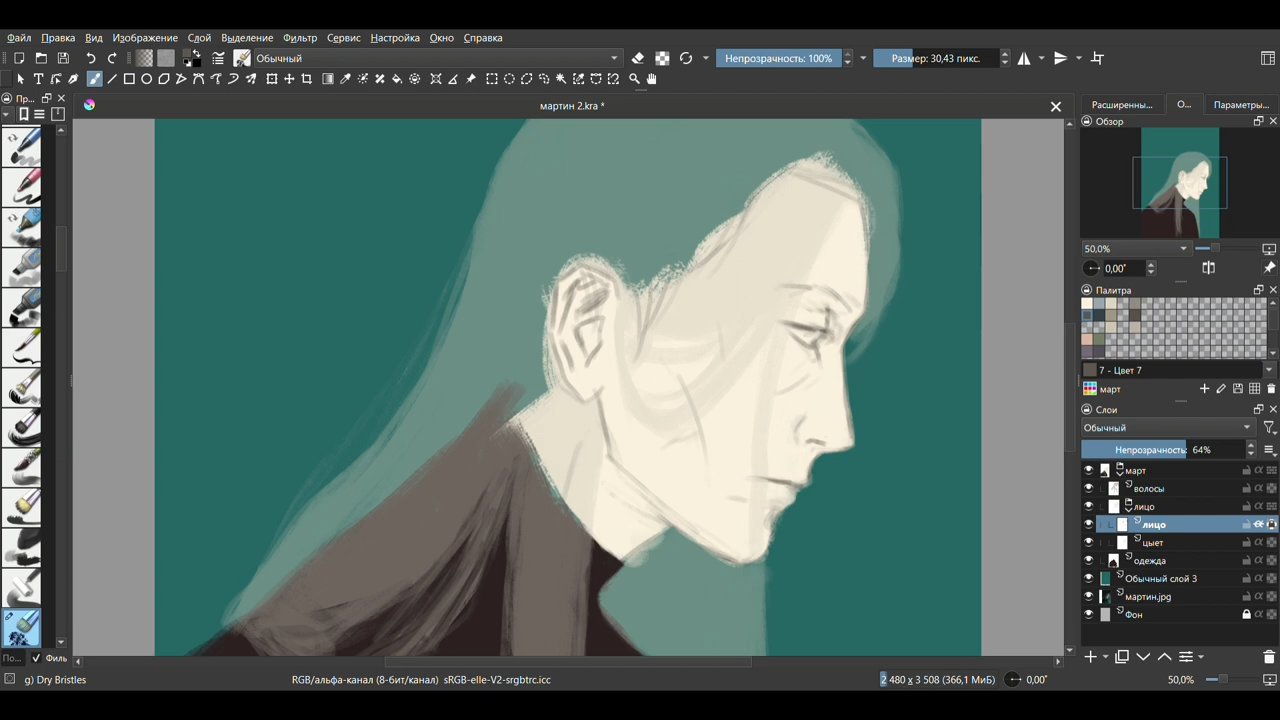 Файл Правка Вид Изображение Слой Выделение Фильтр Сервис Настройка Окно Справка
Обычный Непрозрачность: 100% Размер: 30,43 пикс.
Пр... мартин 2.kra * Расширенны... О... Параметры...
Обзор
50,0%
0,00°
Палитра
7 - Цвет 7
март
Слои
Обычный
Непрозрачность: 64%
март
волосы
лицо
лицо
цвет
одежда
Обычный слой 3
мартин.jpg
Фон
По... Филь
g) Dry Bristles RGB/альфа-канал (8-бит/канал) sRGB-elle-V2-srgbtrc.icc 2 480 x 3 508 (366,1 МиБ) 0,00° 50,0%